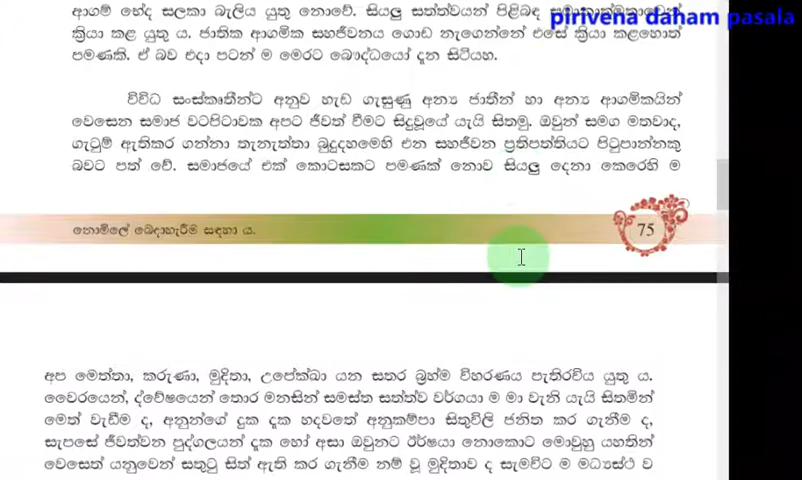 ආගම් භේද සලකා බැලිය යුතු නොවේ. සියලු සත්ත්වයන් පිළිබඳ
pirivena daham pasala
ක්‍රියා කළ යුතු ය. ජාතික ආගමික සහජීවනය ගොඩ නැගෙන්නේ එසේ ක්‍රියා කළහොත්
පමණකි. ඒ බව එදා පටන් ම මෙරට බෞද්ධයෝ දැන සිටියහ.
විවිධ සංස්කෘතීන්ට අනුව හැඩ ගැසුණු අන්‍ය ජාතීන් හා අන්‍ය ආගමිකයින්
වෙසෙන සමාජ වටපිටාවක අපට ජීවත් වීමට සිදුවූයේ යැයි සිතමු. ඔවුන් සමග මතවාද,
ගැටුම් ඇතිකර ගන්නා තැනැත්තා බුදුදහමෙහි එන සහජීවන ප්‍රතිපත්තියට පිටුපාන්නකු
බවට පත් වේ. සමාජයේ එක් කොටසකට පමණක් නොව සියලු දෙනා කෙරෙහි ම
නොමිලේ බෙදාහැරීම සඳහා ය.
75
අප මෙත්තා, කරුණා, මුදිතා, උපේක්ඛා යන සතර බ්‍රහ්ම විහරණය පැතිරවිය යුතු ය.
වෛරයෙන්, ද්වේෂයෙන් තොර මනසින් සමස්ත සත්ත්ව වර්ගයා ම මා වැනි යැයි සිතමින්
මෙත් වැඩීම ද, අනුන්ගේ දුක දැක හදවතේ අනුකම්පා සිතුවිලි ජනිත කර ගැනීම ද,
සැපසේ ජීවත්වන පුද්ගලයන් දැක හෝ අසා ඔවුනට ඊර්ෂයා නොකොට මොවුහු යහතින්
වෙසෙත් යනුවෙන් සතුටු සිත් ඇති කර ගැනීම නම් වූ මුදිතාව ද සැමවිට ම මධ්‍යස්ථ ව